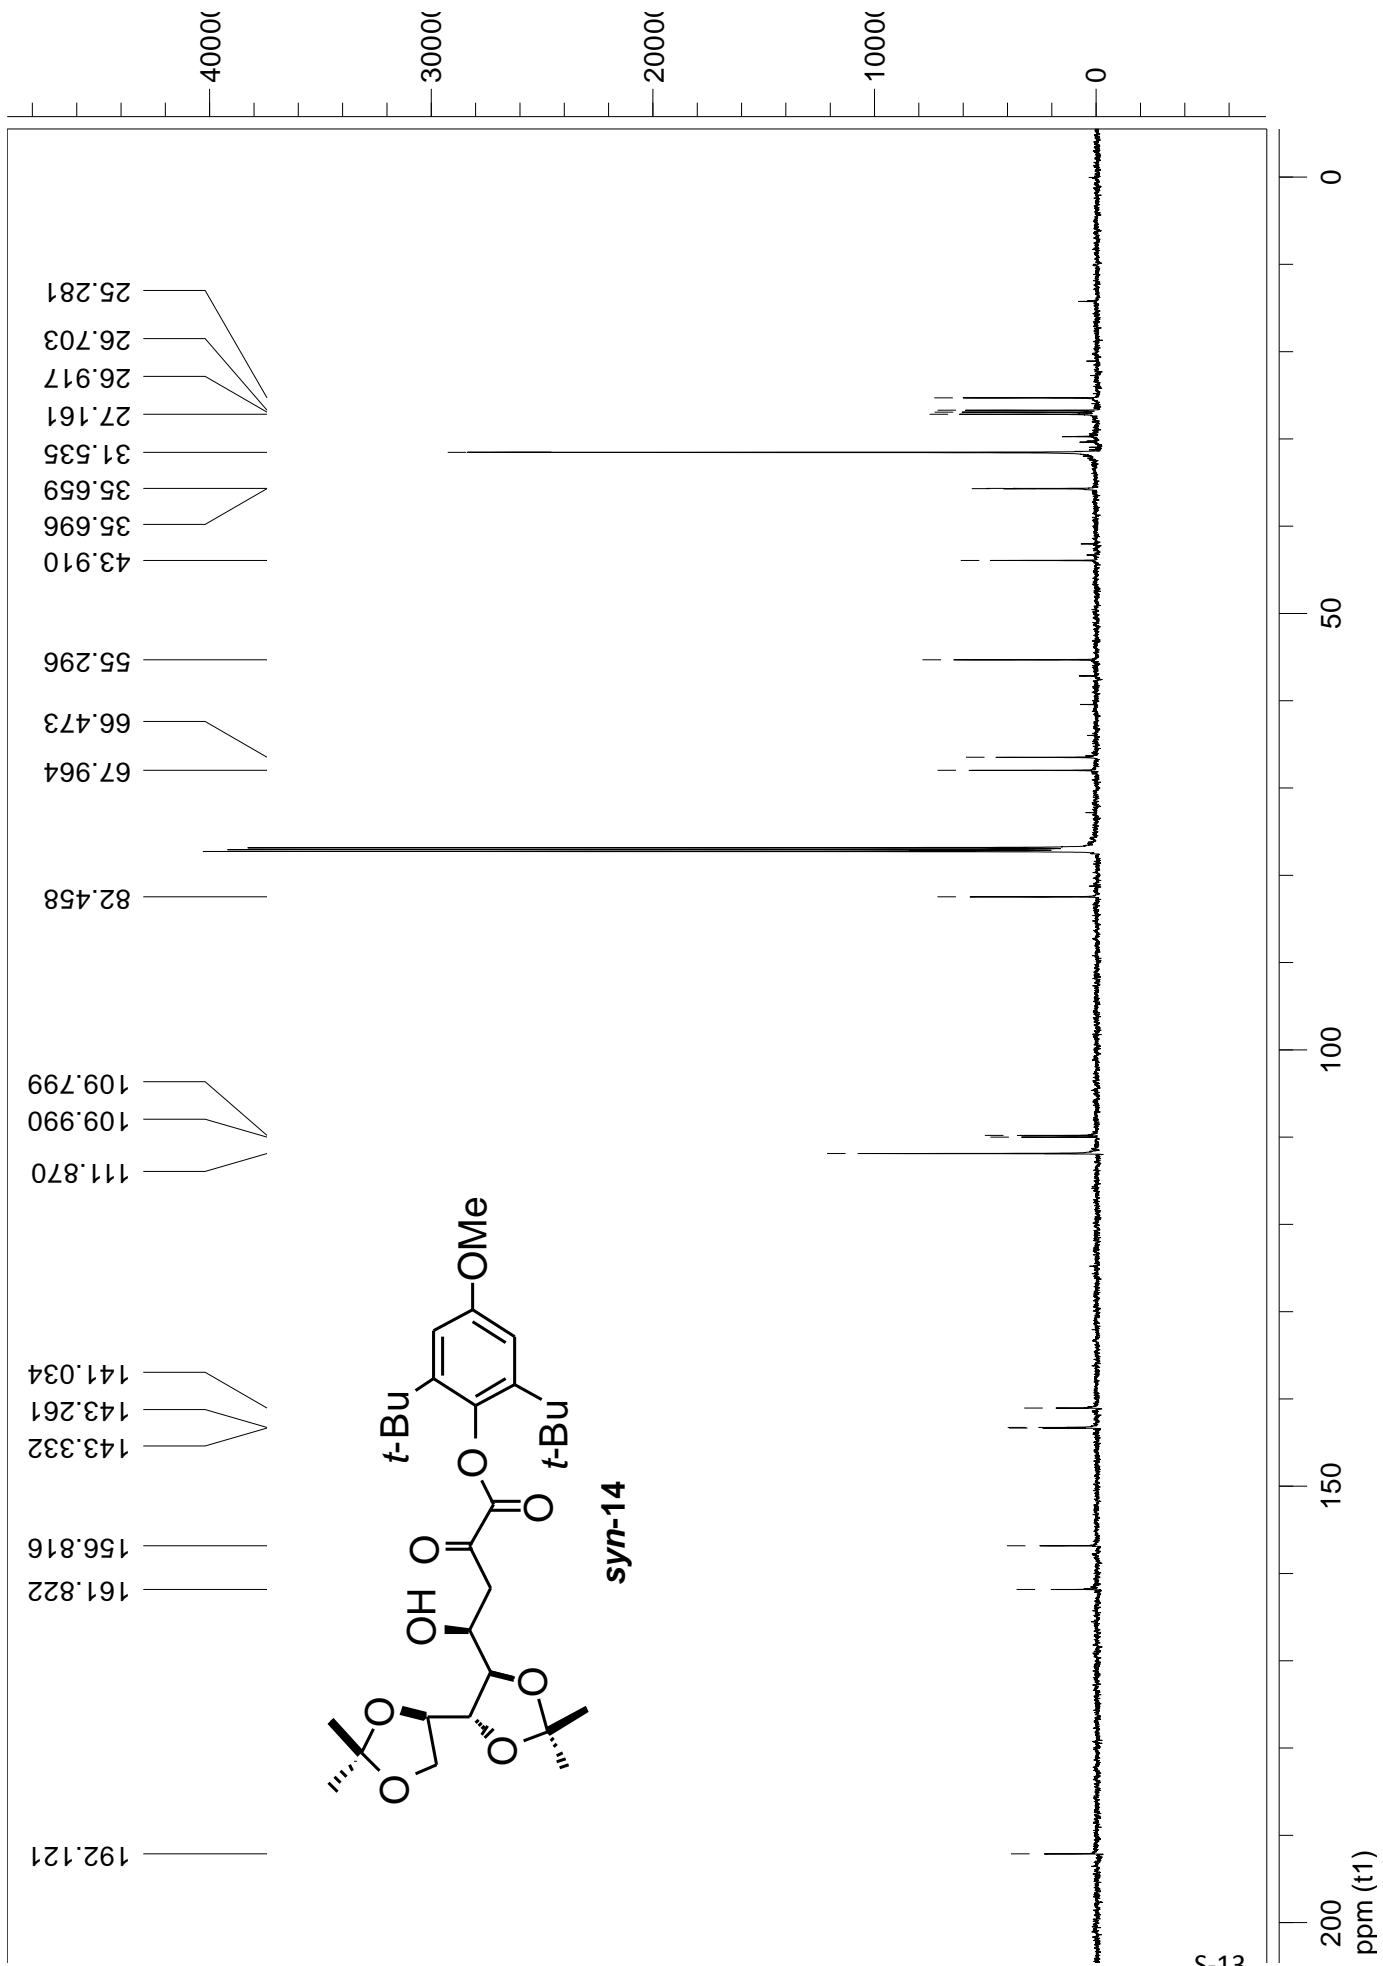 40000
30000
20000
10000
0
25.281
26.703
26.917
27.161
31.535
35.659
35.696
43.910
55.296
66.473
67.964
82.458
109.799
109.990
111.870
141.034
143.261
143.332
156.816
161.822
192.121
OMe
t-Bu
t-Bu
O
O
O
OH
O
O
O
O
syn-14
0
50
100
150
200
ppm (t1)
S-13